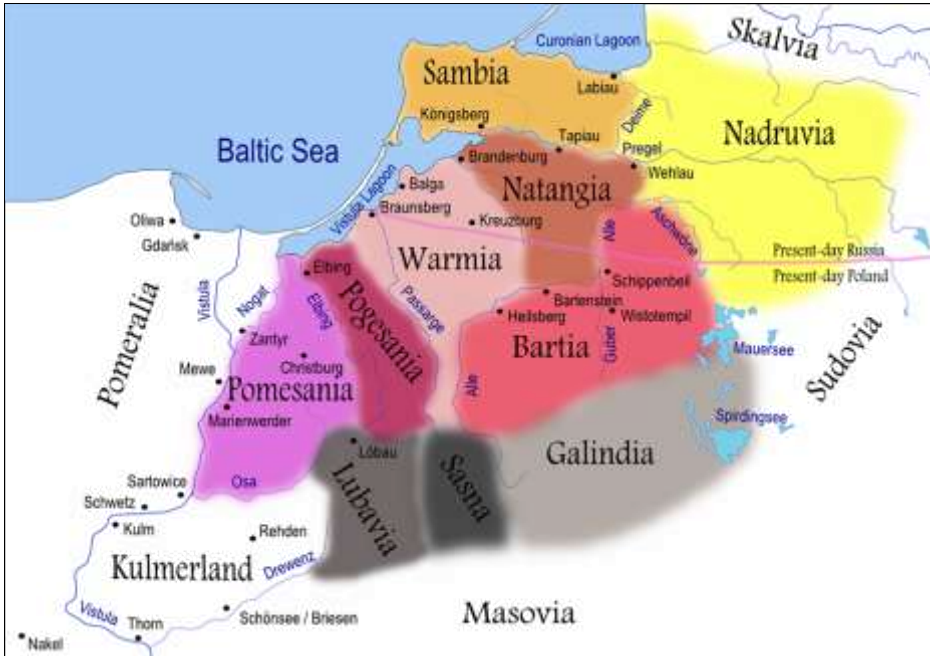 Curonian Lagoon
Skalvia
Sambia
Labiau
Deime
Königsberg
Nadruvia
Tapiau
Pregel
Baltic Sea
Brandenburg
Wehlau
Balga
Natangia
Vistula Lagoon
Braunsberg
Kreuzburg
Oliwa
Gdańsk
Alle
Aschwöne
Warmia
Present-day Russia
Present-day Poland
Elbing
Schippenbeil
Vistula
Nogat
Elbing
Pogesania
Passarge
Bartenstein
Heilsberg
Wistotempil
Pomeralia
Zantyr
Guber
Bartia
Mauersee
Sudovia
Christburg
Mewe
Pomesania
Alle
Marienwerder
Spirdingsee
Löbau
Galindia
Sartowice
Osa
Lubavia
Sasna
Schwetz
Kulm
Rehden
Kulmerland
Drewenz
Vistula
Thorn
Schönsee / Briesen
Masovia
Nakel